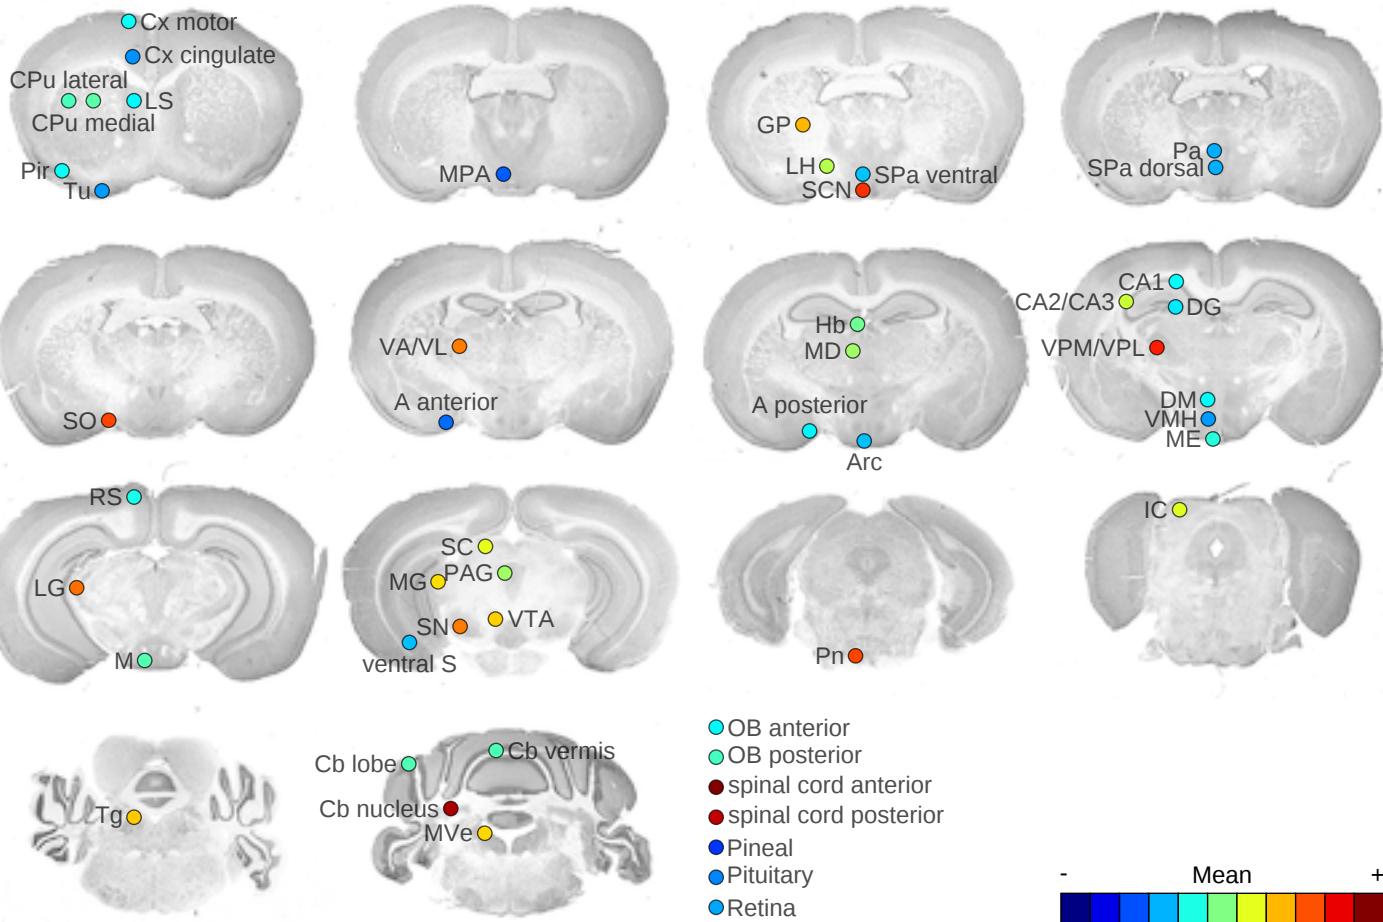 Cx motor
Cx cingulate
CPu lateral
LS
CPu medial
Pir
Tu
MPA
GP
LH
SPa ventral
SCN
Pa
SPa dorsal
SO
VA/VL
A anterior
Hb
MD
A posterior
Arc
CA1
CA2/CA3
DG
VPM/VPL
DM
VMH
ME
RS
LG
M
SC
PAG
MG
VTA
SN
ventral S
Pn
IC
Tg
Cb vermis
Cb lobe
Cb nucleus
MVe
OB anterior
OB posterior
spinal cord anterior
spinal cord posterior
Pineal
Pituitary
Retina
- Mean +